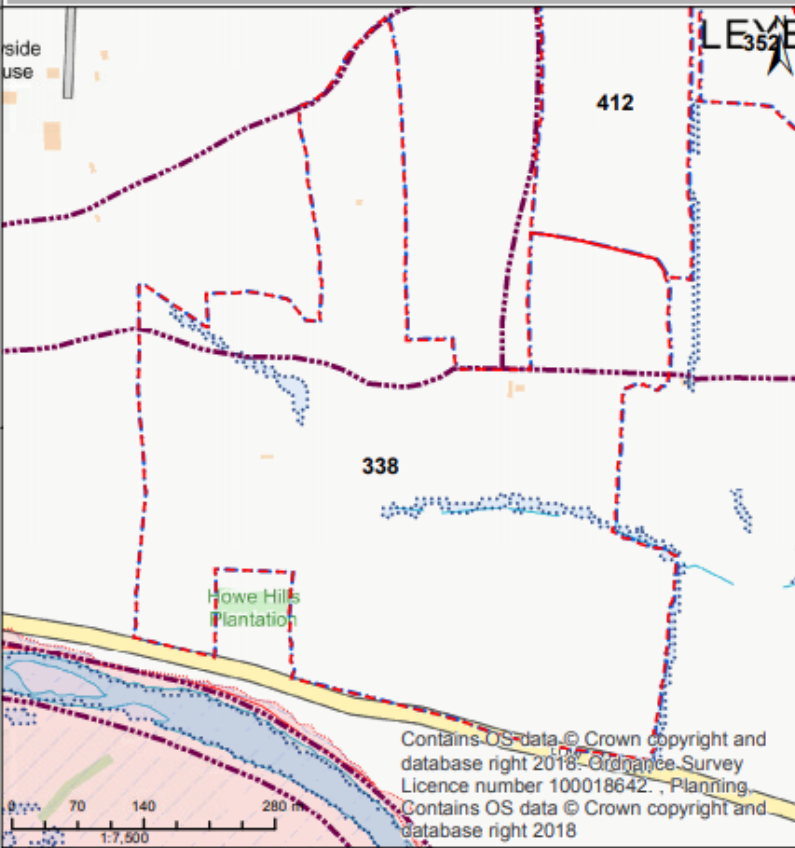 side
use
LEYE
352
412
338
Howe Hills
Plantation
Contains OS data © Crown copyright and
database right 2018. Ordnance Survey
Licence number 100018642. , Planning,
Contains OS data © Crown copyright and
database right 2018
0 70 140 280 m
1:7,500